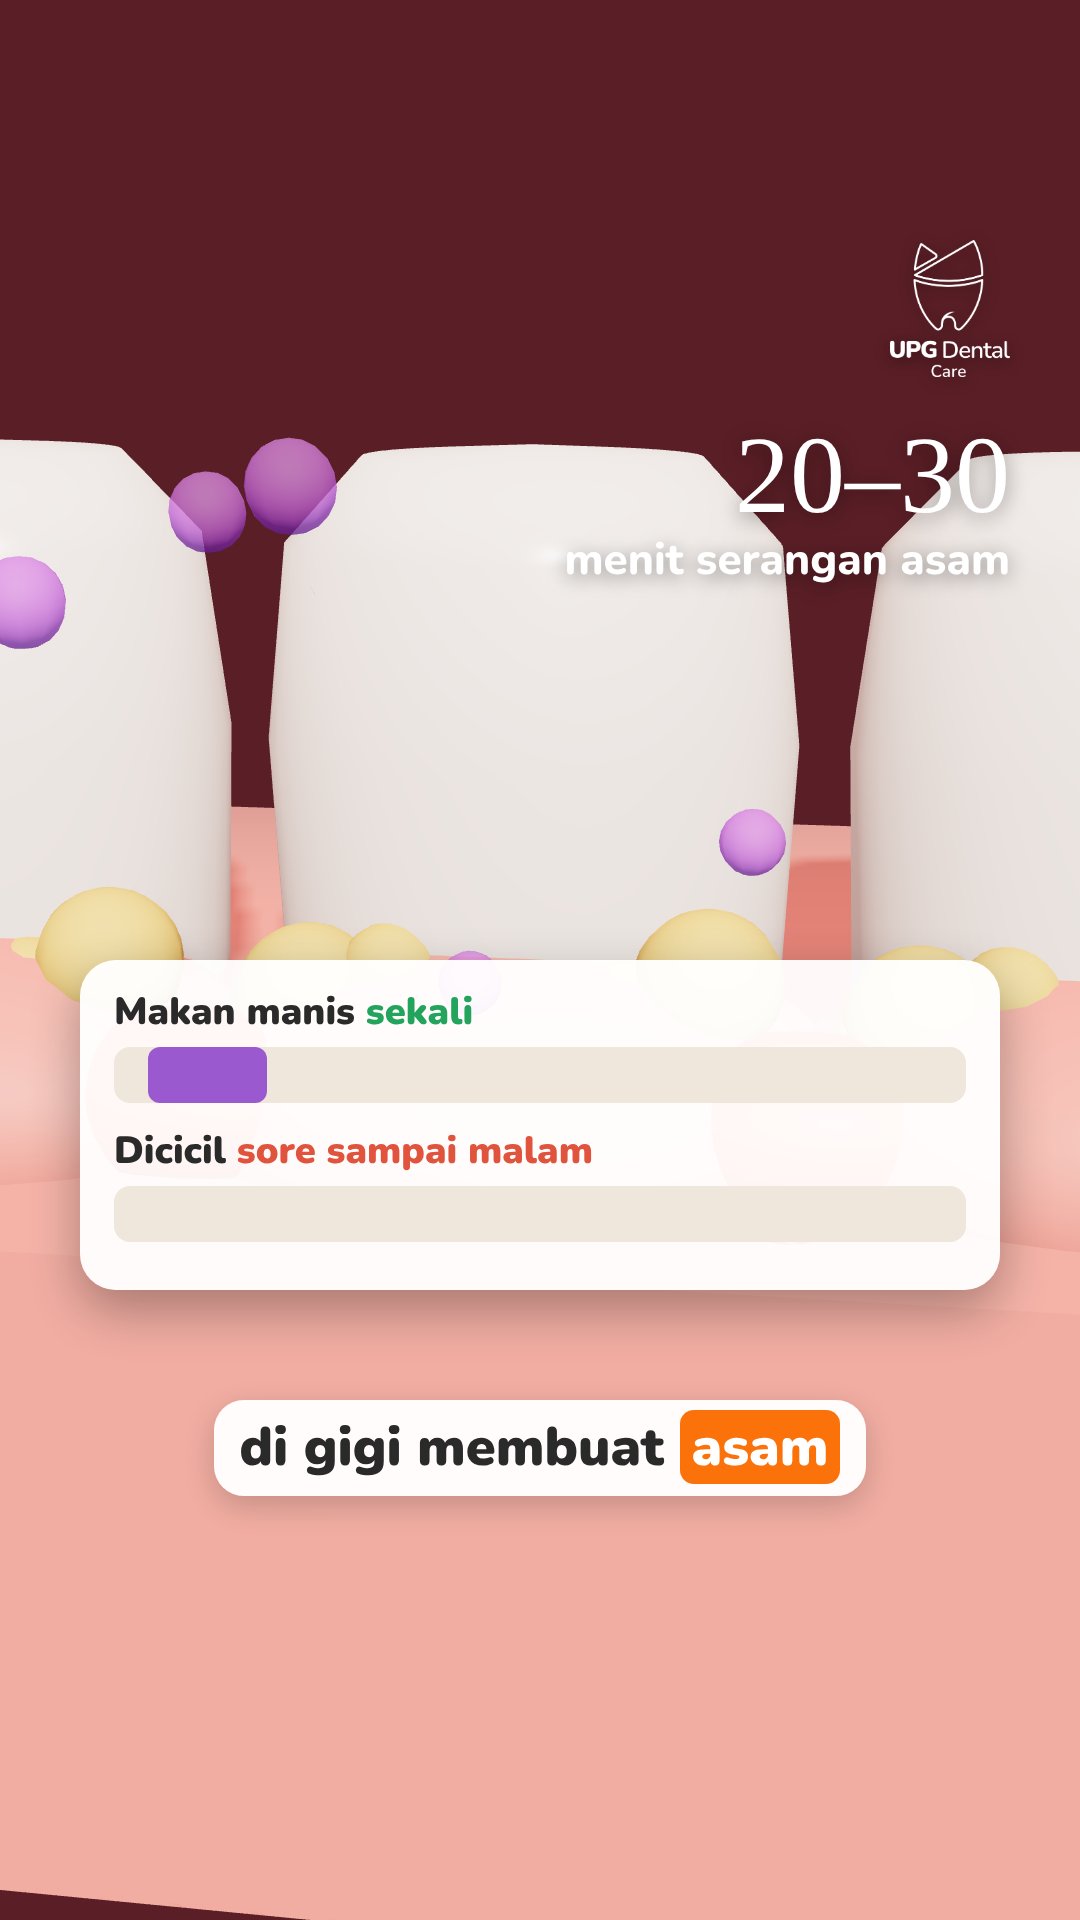 UPG Dental
Care
20–30
menit serangan asam
Makan manis sekali
Dicicil sore sampai malam
di gigi membuat asam